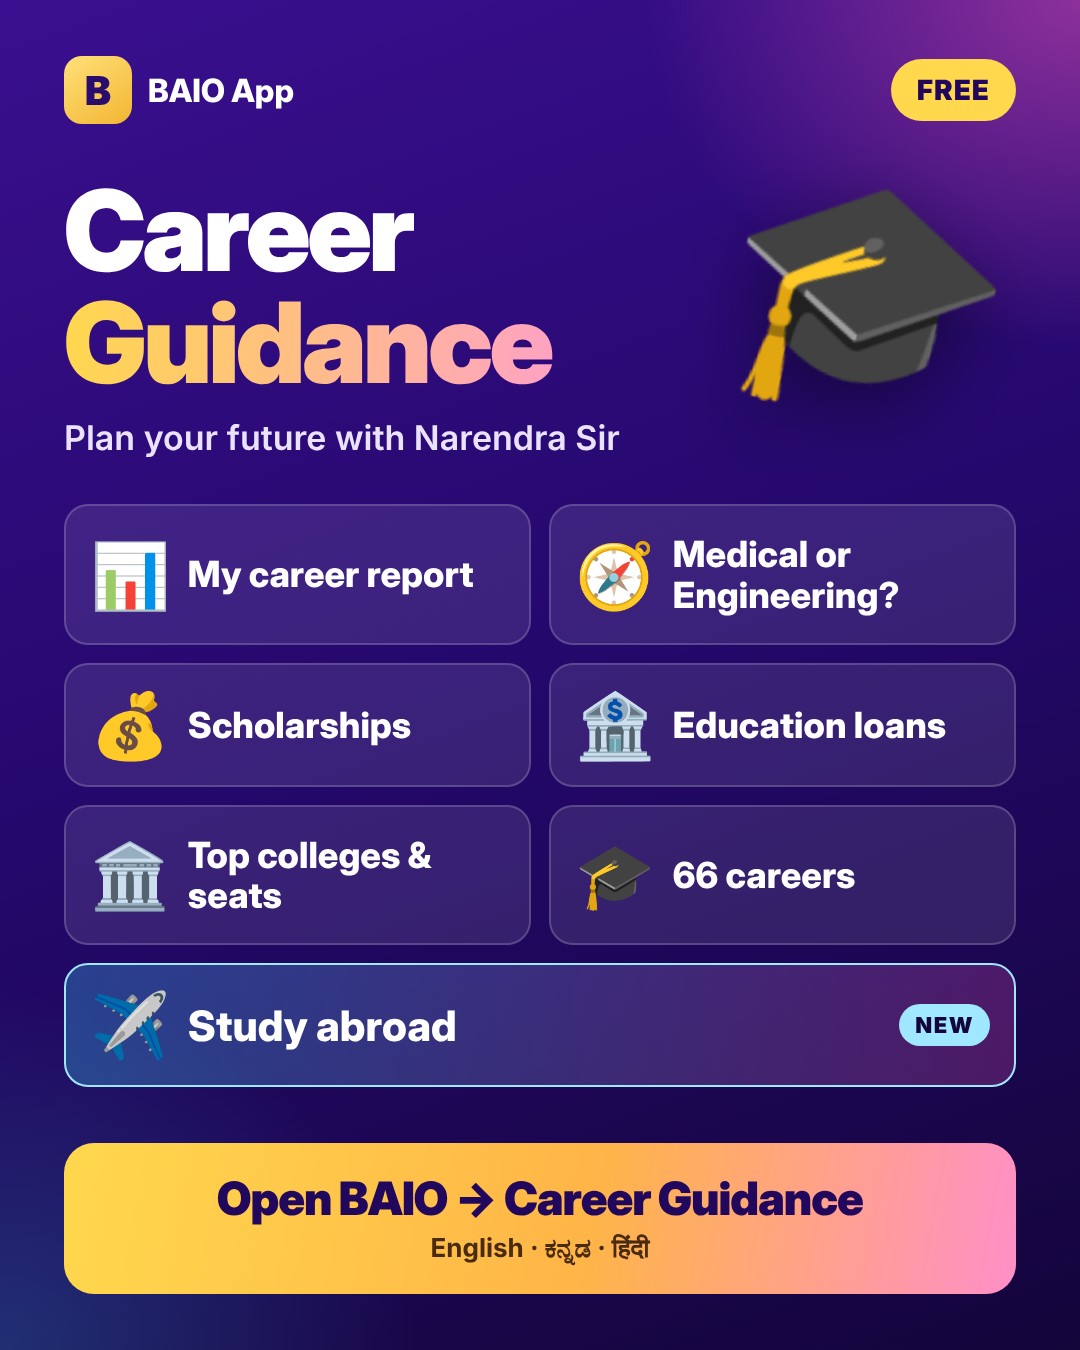 B
BAIO App
FREE
Career
Guidance
Plan your future with Narendra Sir
My career report
Medical or
Engineering?
$
Scholarships
$
Education loans
Top colleges &
seats
66 careers
Study abroad
NEW
Open BAIO → Career Guidance
English · ಕನ್ನಡ · हिंदी